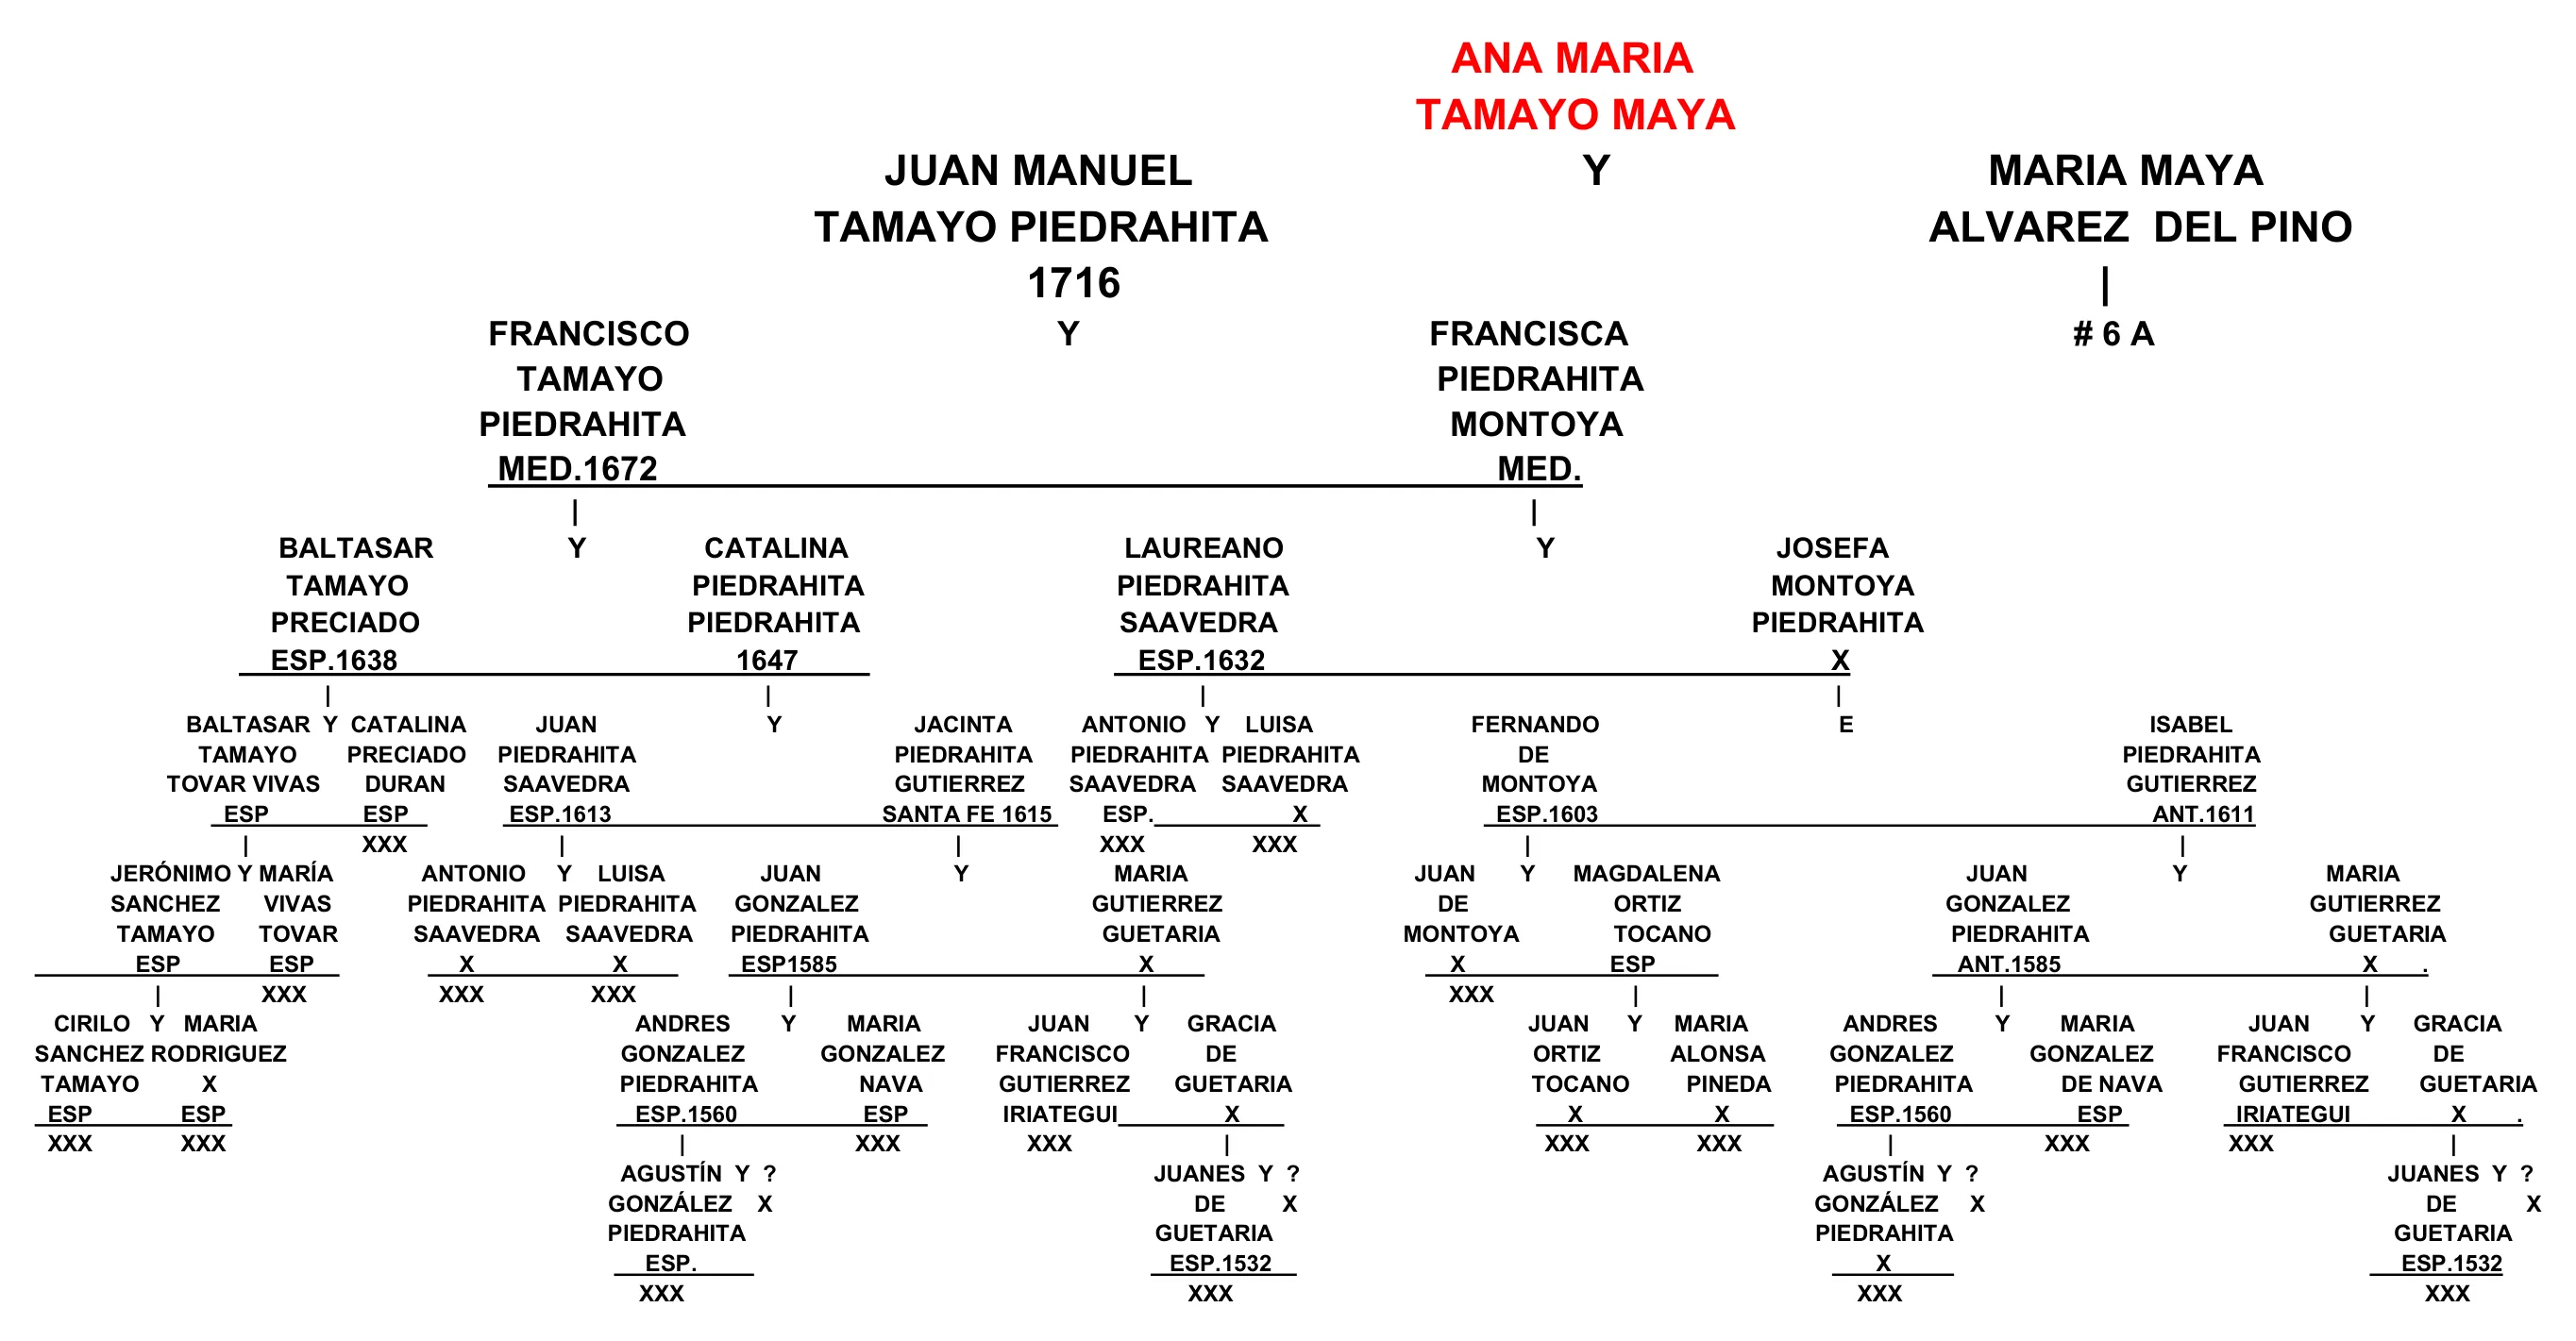 ANA MARIA
TAMAYO MAYA
JUAN MANUEL Y MARIA MAYA
TAMAYO PIEDRAHITA ALVAREZ DEL PINO
1716 |
FRANCISCO Y FRANCISCA # 6 A
TAMAYO PIEDRAHITA
PIEDRAHITA MONTOYA
MED.1672 MED.
| |
BALTASAR Y CATALINA LAUREANO Y JOSEFA
TAMAYO PIEDRAHITA PIEDRAHITA MONTOYA
PRECIADO PIEDRAHITA SAAVEDRA PIEDRAHITA
ESP.1638 1647 ESP.1632 X
| | | |
BALTASAR Y CATALINA JUAN Y JACINTA ANTONIO Y LUISA FERNANDO E ISABEL
TAMAYO PRECIADO PIEDRAHITA PIEDRAHITA PIEDRAHITA PIEDRAHITA DE PIEDRAHITA
TOVAR VIVAS DURAN SAAVEDRA GUTIERREZ SAAVEDRA SAAVEDRA MONTOYA GUTIERREZ
ESP ESP ESP.1613 SANTA FE 1615 ESP. X ESP.1603 ANT.1611
| XXX | | XXX XXX | |
JERÓNIMO Y MARÍA ANTONIO Y LUISA JUAN Y MARIA JUAN Y MAGDALENA JUAN Y MARIA
SANCHEZ VIVAS PIEDRAHITA PIEDRAHITA GONZALEZ GUTIERREZ DE ORTIZ GONZALEZ GUTIERREZ
TAMAYO TOVAR SAAVEDRA SAAVEDRA PIEDRAHITA GUETARIA MONTOYA TOCANO PIEDRAHITA GUETARIA
ESP ESP X X ESP1585 X X ESP ANT.1585 X .
| XXX XXX XXX | | XXX | | |
CIRILO Y MARIA ANDRES Y MARIA JUAN Y GRACIA JUAN Y MARIA ANDRES Y MARIA JUAN Y GRACIA
SANCHEZ RODRIGUEZ GONZALEZ GONZALEZ FRANCISCO DE ORTIZ ALONSA GONZALEZ GONZALEZ FRANCISCO DE
TAMAYO X PIEDRAHITA NAVA GUTIERREZ GUETARIA TOCANO PINEDA PIEDRAHITA DE NAVA GUTIERREZ GUETARIA
ESP ESP ESP.1560 ESP IRIATEGUI X X X ESP.1560 ESP IRIATEGUI X .
XXX XXX | XXX XXX | XXX XXX | XXX XXX |
AGUSTÍN Y ? JUANES Y ? AGUSTÍN Y ? JUANES Y ?
GONZÁLEZ X DE X GONZÁLEZ X DE X
PIEDRAHITA GUETARIA PIEDRAHITA GUETARIA
ESP. ESP.1532 X ESP.1532
XXX XXX XXX XXX